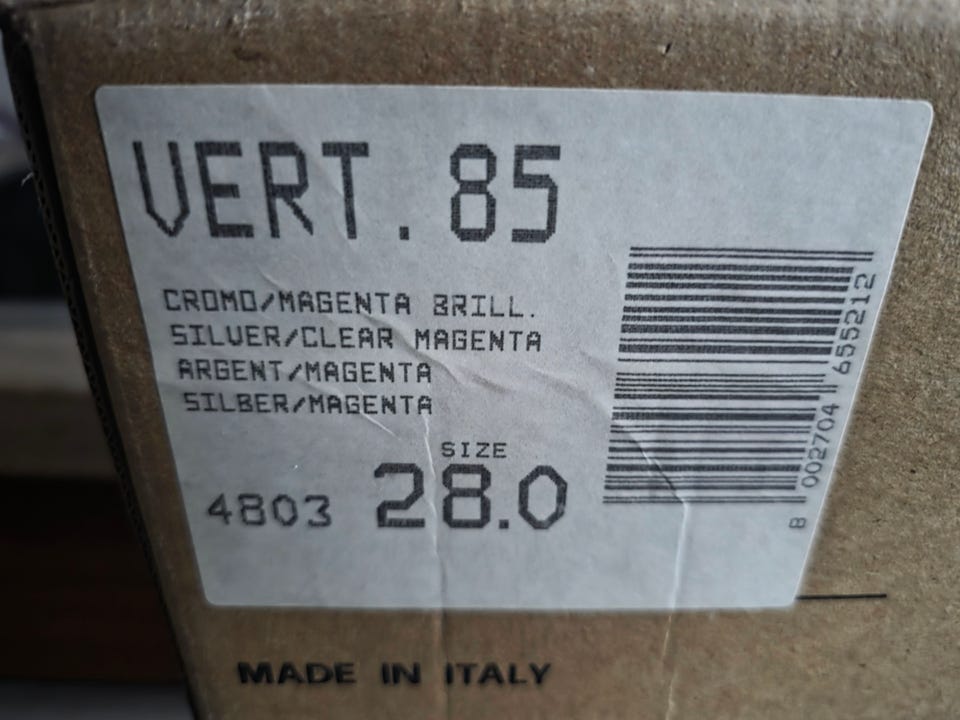 VERT. 85
CROMO/MAGENTA BRILL.
SILVER/CLEAR MAGENTA
ARGENT/MAGENTA
SILBER/MAGENTA
SIZE
4803 28.0
8 002704 655212
MADE IN ITALY